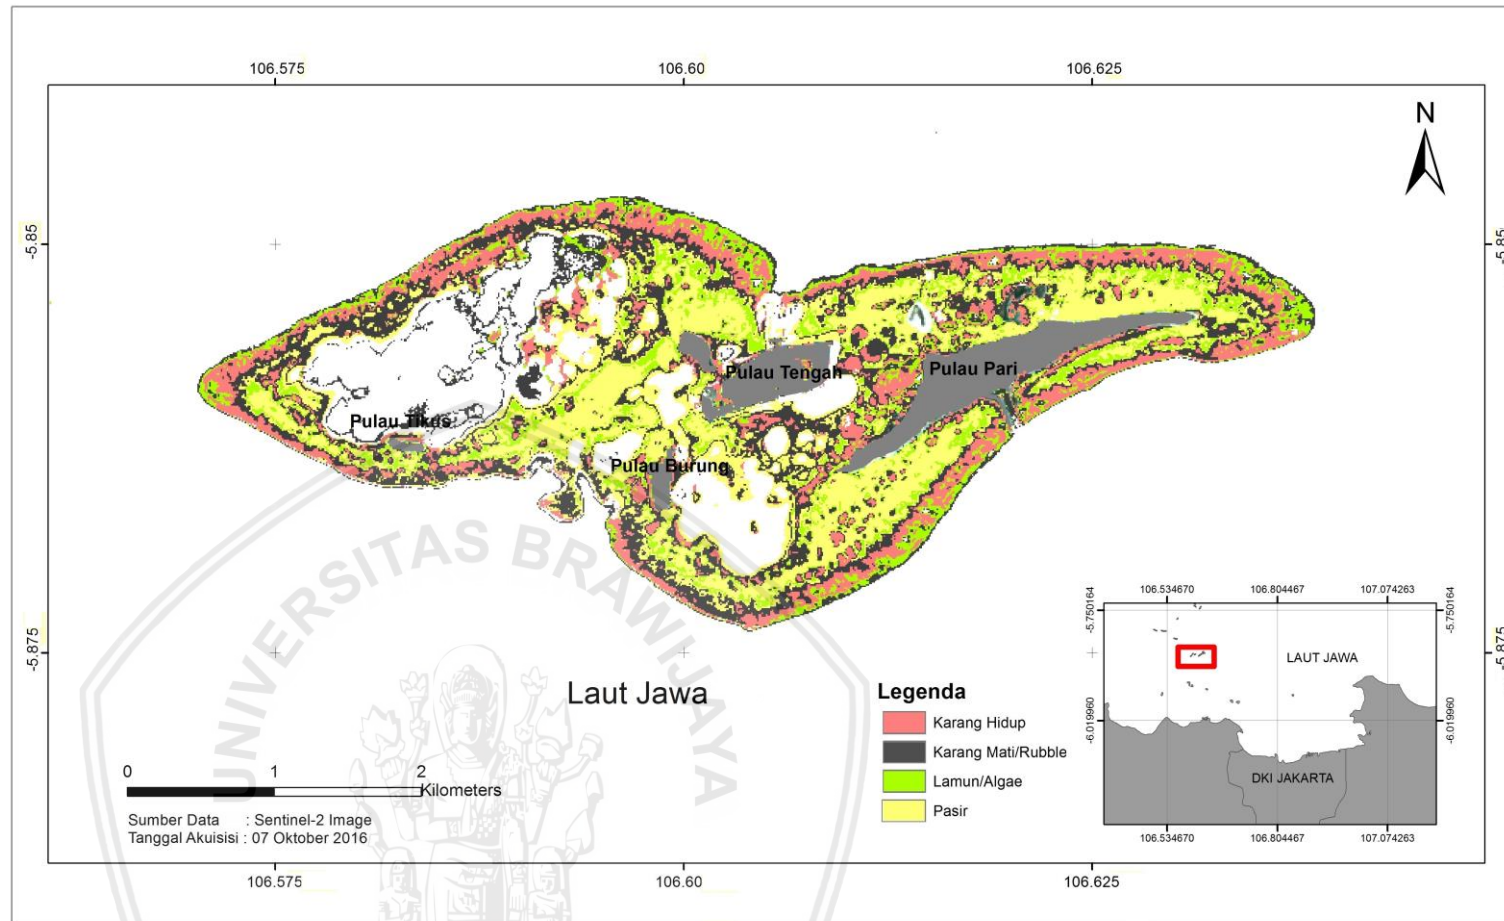 106.575 106.60 106.625
N
-5.85 -5.85
Pulau Tengah
Pulau Pari
Pulau Tikus
Pulau Burung
UNIVERSITAS BRAWIJAYA
106.534670 106.804467 107.074263
-5.750164 -5.750164
LAUT JAWA
-5.875 -5.875
Laut Jawa
-6.019960 -6.019960
DKI JAKARTA
106.534670 106.804467 107.074263
Legenda
Karang Hidup
Karang Mati/Rubble
Lamun/Algae
Pasir
0 1 2
Kilometers
Sumber Data : Sentinel-2 Image
Tanggal Akuisisi : 07 Oktober 2016
106.575 106.60 106.625